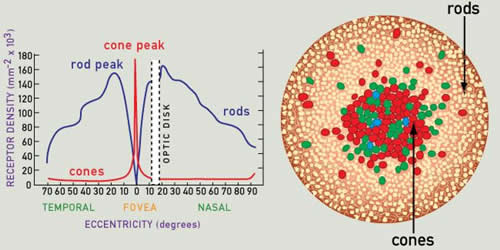 cone peak
rod peak
RECEPTOR DENSITY (mm-2 x 10³)
180
160
140
120
100
80
60
40
20
0
rods
cones
OPTIC DISK
70 60 50 40 30 20 10 0 10 20 30 40 50 60 70 80 90
TEMPORAL FOVEA NASAL
ECCENTRICITY (degrees)
rods
cones